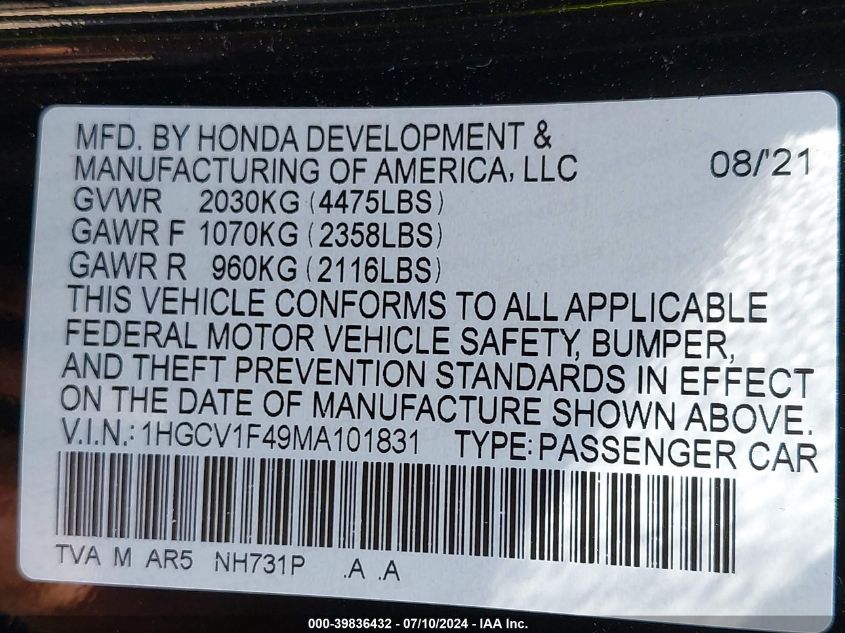 MFD. BY HONDA DEVELOPMENT &
MANUFACTURING OF AMERICA, LLC 08/'21
GVWR 2030KG (4475LBS)
GAWR F 1070KG (2358LBS)
GAWR R 960KG (2116LBS)
THIS VEHICLE CONFORMS TO ALL APPLICABLE
FEDERAL MOTOR VEHICLE SAFETY, BUMPER,
AND THEFT PREVENTION STANDARDS IN EFFECT
ON THE DATE OF MANUFACTURE SHOWN ABOVE.
V.I.N.: 1HGCV1F49MA101831 TYPE: PASSENGER CAR
TVA M AR5 NH731P .A .A
000-39836432 - 07/10/2024 - IAA Inc.